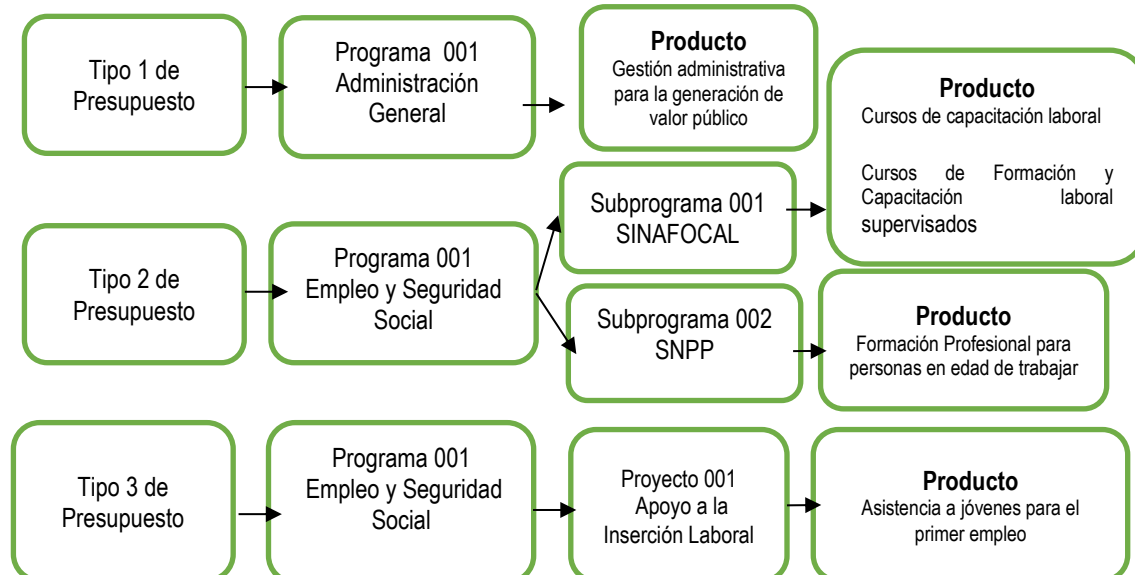 Tipo 1 de
Presupuesto
Programa 001
Administración
General
Producto
Gestión administrativa
para la generación de
valor público
Producto
Cursos de capacitación laboral
Cursos de Formación y
Capacitación laboral
supervisados
Tipo 2 de
Presupuesto
Programa 001
Empleo y Seguridad
Social
Subprograma 001
SINAFOCAL
Subprograma 002
SNPP
Producto
Formación Profesional para
personas en edad de trabajar
Tipo 3 de
Presupuesto
Programa 001
Empleo y Seguridad
Social
Proyecto 001
Apoyo a la
Inserción Laboral
Producto
Asistencia a jóvenes para el
primer empleo